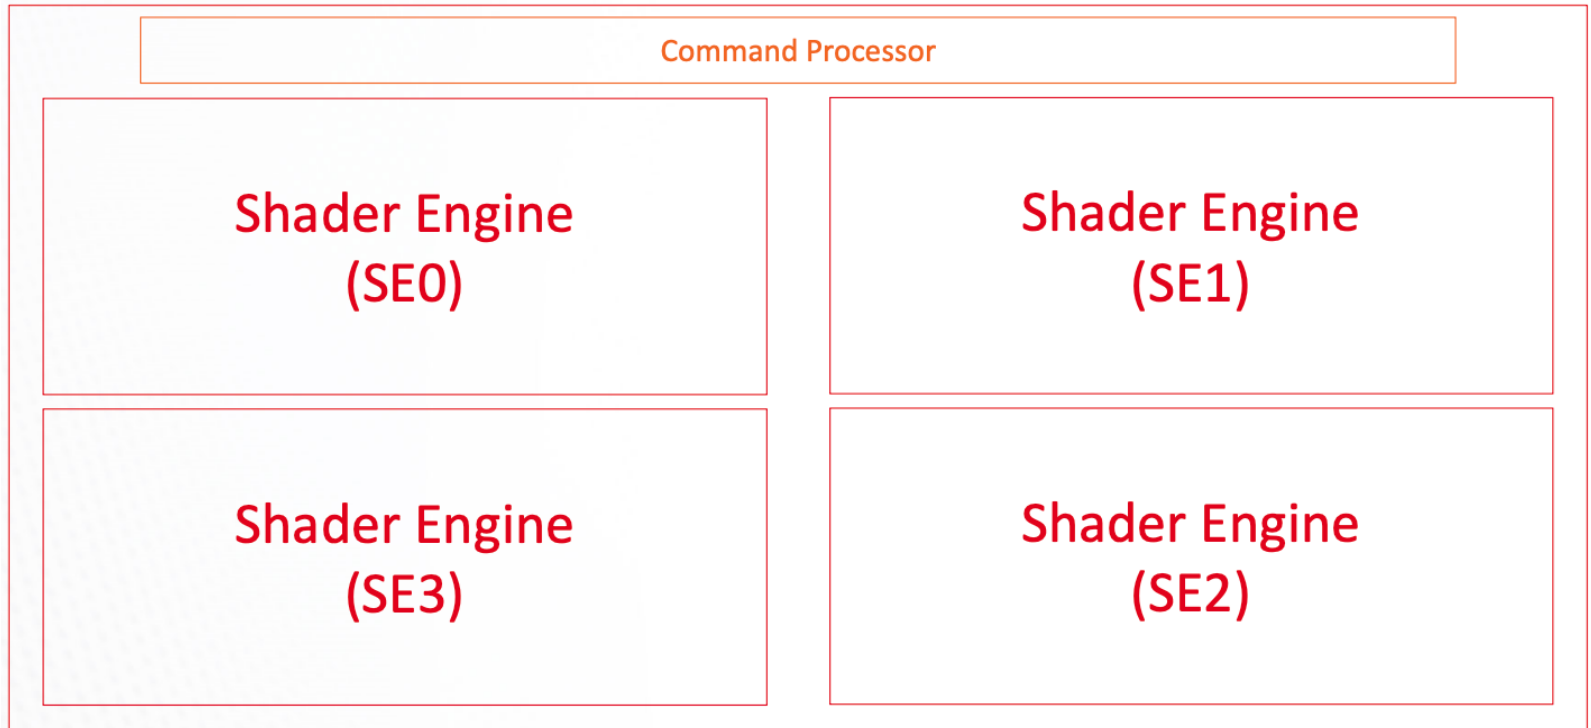 Command Processor
Shader Engine
(SE0)
Shader Engine
(SE1)
Shader Engine
(SE3)
Shader Engine
(SE2)